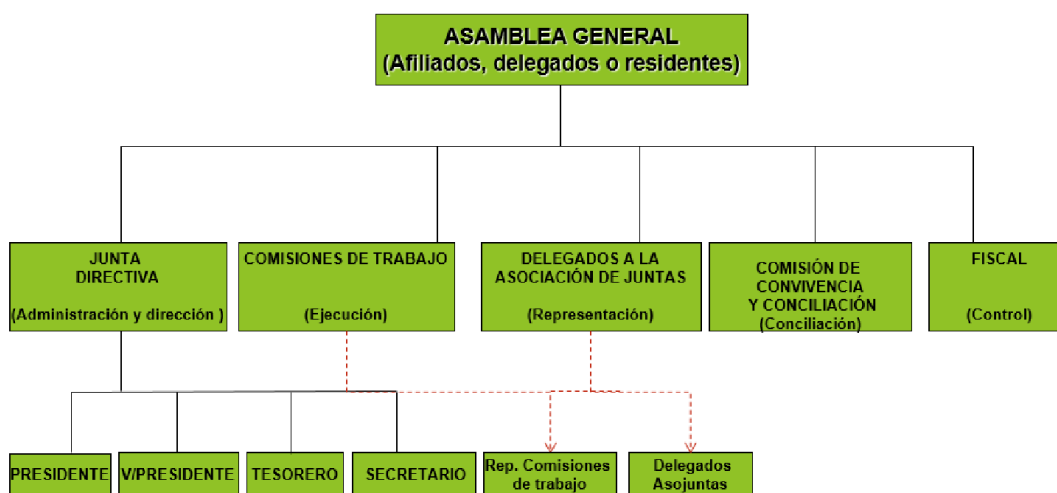 ASAMBLEA GENERAL
(Afiliados, delegados o residentes)
JUNTA
DIRECTIVA
(Administración y dirección )
COMISIONES DE TRABAJO
(Ejecución)
DELEGADOS A LA
ASOCIACIÓN DE JUNTAS
(Representación)
COMISIÓN DE
CONVIVENCIA
Y CONCILIACIÓN
(Conciliación)
FISCAL
(Control)
PRESIDENTE
V/PRESIDENTE
TESORERO
SECRETARIO
Rep. Comisiones
de trabajo
Delegados
Asojuntas